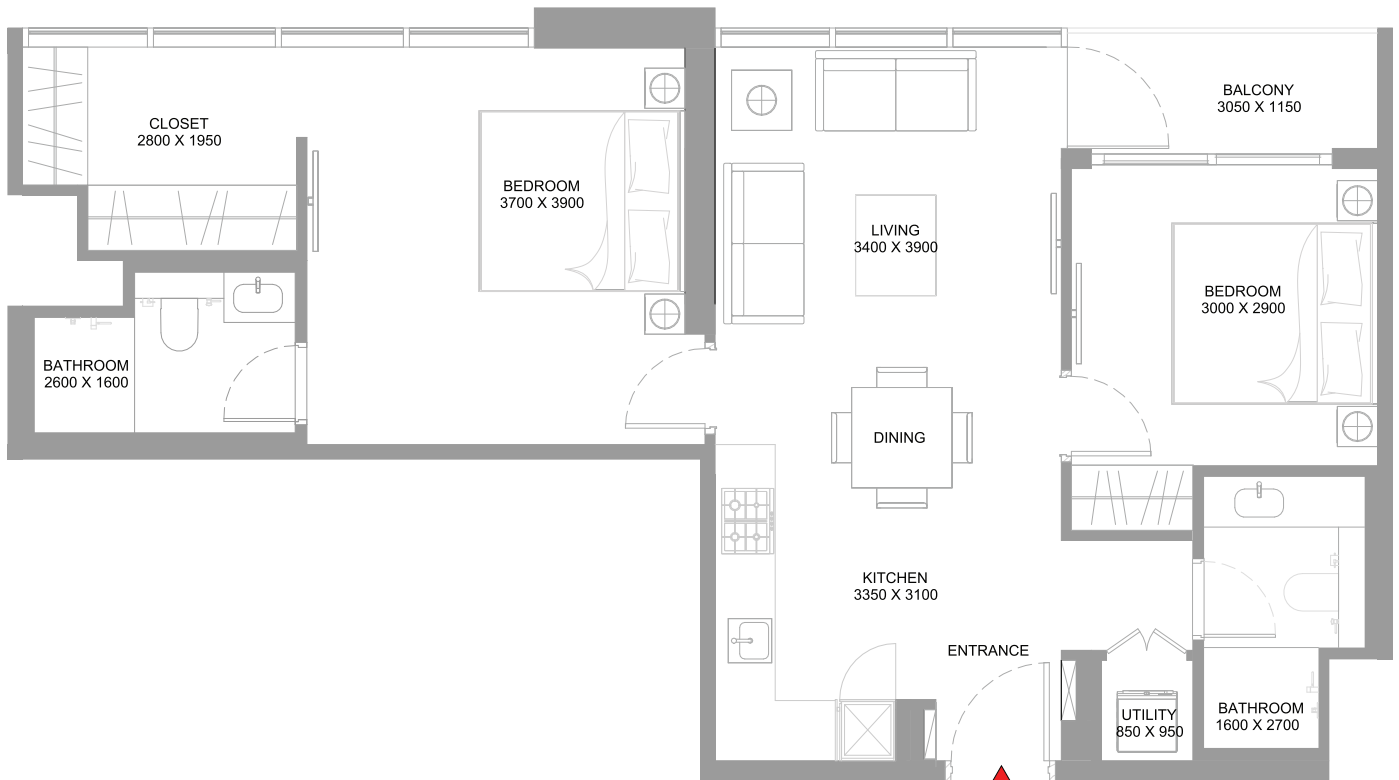 CLOSET
2800 X 1950
BEDROOM
3700 X 3900
BATHROOM
2600 X 1600
LIVING
3400 X 3900
BALCONY
3050 X 1150
BEDROOM
3000 X 2900
DINING
KITCHEN
3350 X 3100
ENTRANCE
UTILITY
850 X 950
BATHROOM
1600 X 2700